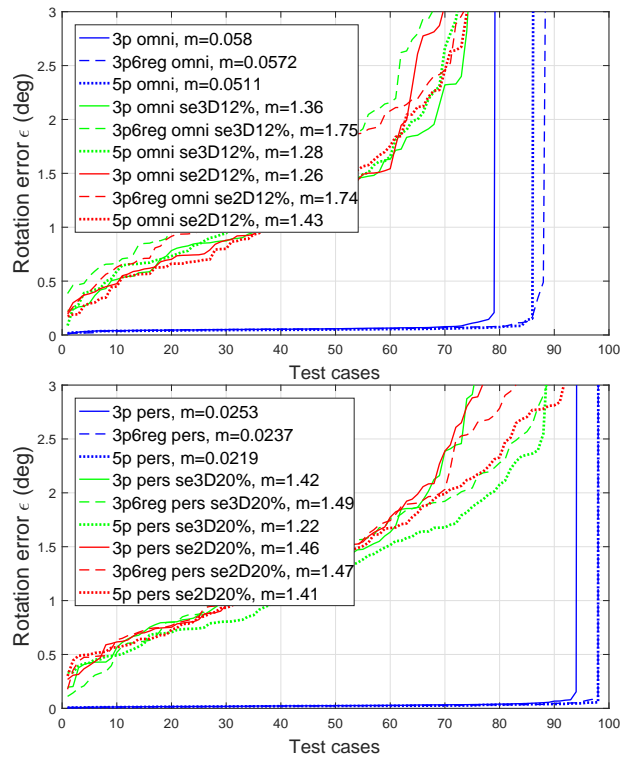 3
2.5
2
1.5
1
0.5
0
Rotation error ϵ (deg)
3p omni, m=0.058
3p6reg omni, m=0.0572
5p omni, m=0.0511
3p omni se3D12%, m=1.36
3p6reg omni se3D12%, m=1.75
5p omni se3D12%, m=1.28
3p omni se2D12%, m=1.26
3p6reg omni se2D12%, m=1.74
5p omni se2D12%, m=1.43
0 10 20 30 40 50 60 70 80 90 100
Test cases
3
2.5
2
1.5
1
0.5
0
Rotation error ϵ (deg)
3p pers, m=0.0253
3p6reg pers, m=0.0237
5p pers, m=0.0219
3p pers se3D20%, m=1.42
3p6reg pers se3D20%, m=1.49
5p pers se3D20%, m=1.22
3p pers se2D20%, m=1.46
3p6reg pers se2D20%, m=1.47
5p pers se2D20%, m=1.41
0 10 20 30 40 50 60 70 80 90 100
Test cases